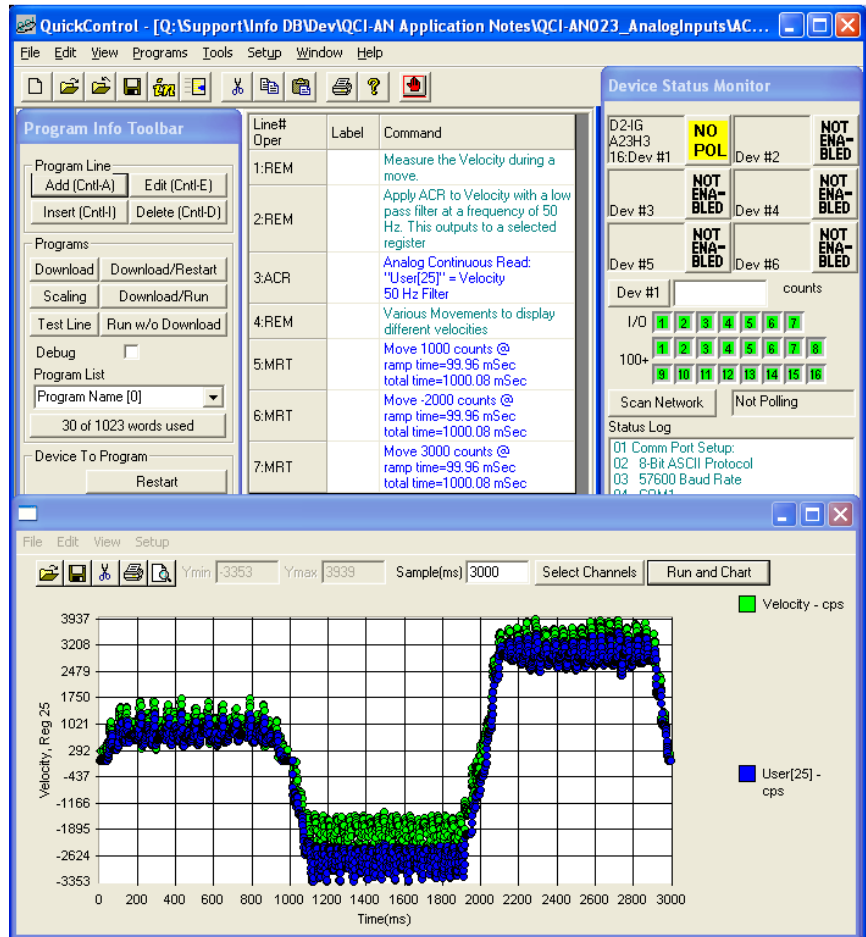 QuickControl - [Q:\Support\Info DB\Dev\QCI-AN Application Notes\QCI-AN023_AnalogInputs\AC...
File Edit View Programs Tools Setup Window Help
Program Info Toolbar
Program Line
Add (Cntl-A) Edit (Cntl-E)
Insert (Cntl-I) Delete (Cntl-D)
Programs
Download Download/Restart
Scaling Download/Run
Test Line Run w/o Download
Debug
Program List
Program Name [0]
30 of 1023 words used
Device To Program
Restart
Line#
Oper Label Command
1:REM Measure the Velocity during a
move.
2:REM Apply ACR to Velocity with a low
pass filter at a frequency of 50
Hz. This outputs to a selected
register
3:ACR Analog Continuous Read:
"User[25]" = Velocity
50 Hz Filter
4:REM Various Movements to display
different velocities
5:MRT Move 1000 counts @
ramp time=99.96 mSec
total time=1000.08 mSec
6:MRT Move -2000 counts @
ramp time=99.96 mSec
total time=1000.08 mSec
7:MRT Move 3000 counts @
ramp time=99.96 mSec
total time=1000.08 mSec
Device Status Monitor
D2-IG
A23H3
16:Dev #1
NO
POL
Dev #2
NOT
ENA-
BLED
Dev #3
NOT
ENA-
BLED
Dev #4
NOT
ENA-
BLED
Dev #5
NOT
ENA-
BLED
Dev #6
NOT
ENA-
BLED
Dev #1 counts
I/O 1 2 3 4 5 6 7
100+ 1 2 3 4 5 6 7 8
9 10 11 12 13 14 15 16
Scan Network Not Polling
Status Log
01 Comm Port Setup:
02 8-Bit ASCII Protocol
03 57600 Baud Rate
04 COM1
File Edit View Setup
Ymin -3353 Ymax 3939 Sample(ms) 3000 Select Channels Run and Chart
Velocity - cps
User[25] -
cps
Velocity, Reg 25
3937
3208
2479
1750
1021
292
-437
-1166
-1895
-2624
-3353
0 200 400 600 800 1000 1200 1400 1600 1800 2000 2200 2400 2600 2800 3000
Time(ms)